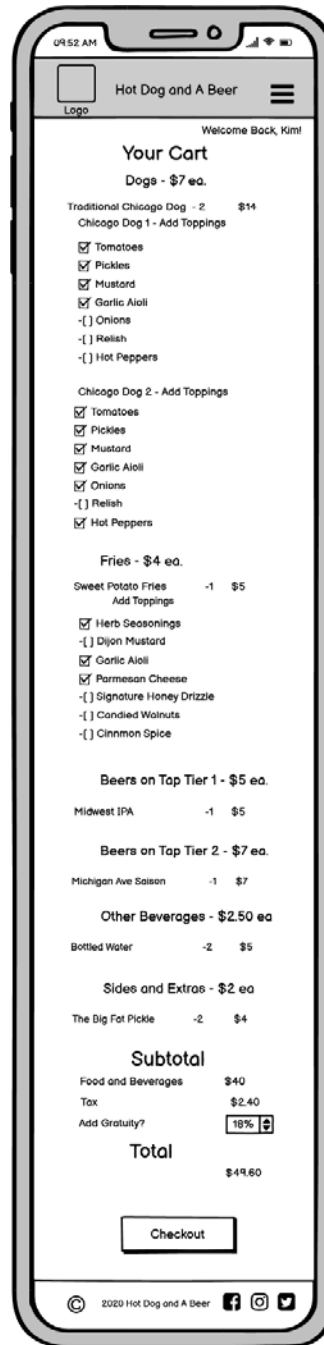 09:52 AM
Logo
Hot Dog and A Beer
Welcome Back, Kim!
Your Cart
Dogs - $7 ea.
Traditional Chicago Dog - 2 $14
Chicago Dog 1 - Add Toppings
Tomatoes
Pickles
Mustard
Garlic Aioli
-[ ] Onions
-[ ] Relish
-[ ] Hot Peppers
Chicago Dog 2 - Add Toppings
Tomatoes
Pickles
Mustard
Garlic Aioli
Onions
-[ ] Relish
Hot Peppers
Fries - $4 ea.
Sweet Potato Fries -1 $5
Add Toppings
Herb Seasonings
-[ ] Dijon Mustard
Garlic Aioli
Parmesan Cheese
-[ ] Signature Honey Drizzle
-[ ] Candied Walnuts
-[ ] Cinnmon Spice
Beers on Tap Tier 1 - $5 ea.
Midwest IPA -1 $5
Beers on Tap Tier 2 - $7 ea.
Michigan Ave Saison -1 $7
Other Beverages - $2.50 ea
Bottled Water -2 $5
Sides and Extras - $2 ea
The Big Fat Pickle -2 $4
Subtotal
Food and Beverages $40
Tax $2.40
Add Gratuity? 18%
Total
$49.60
Checkout
© 2020 Hot Dog and A Beer